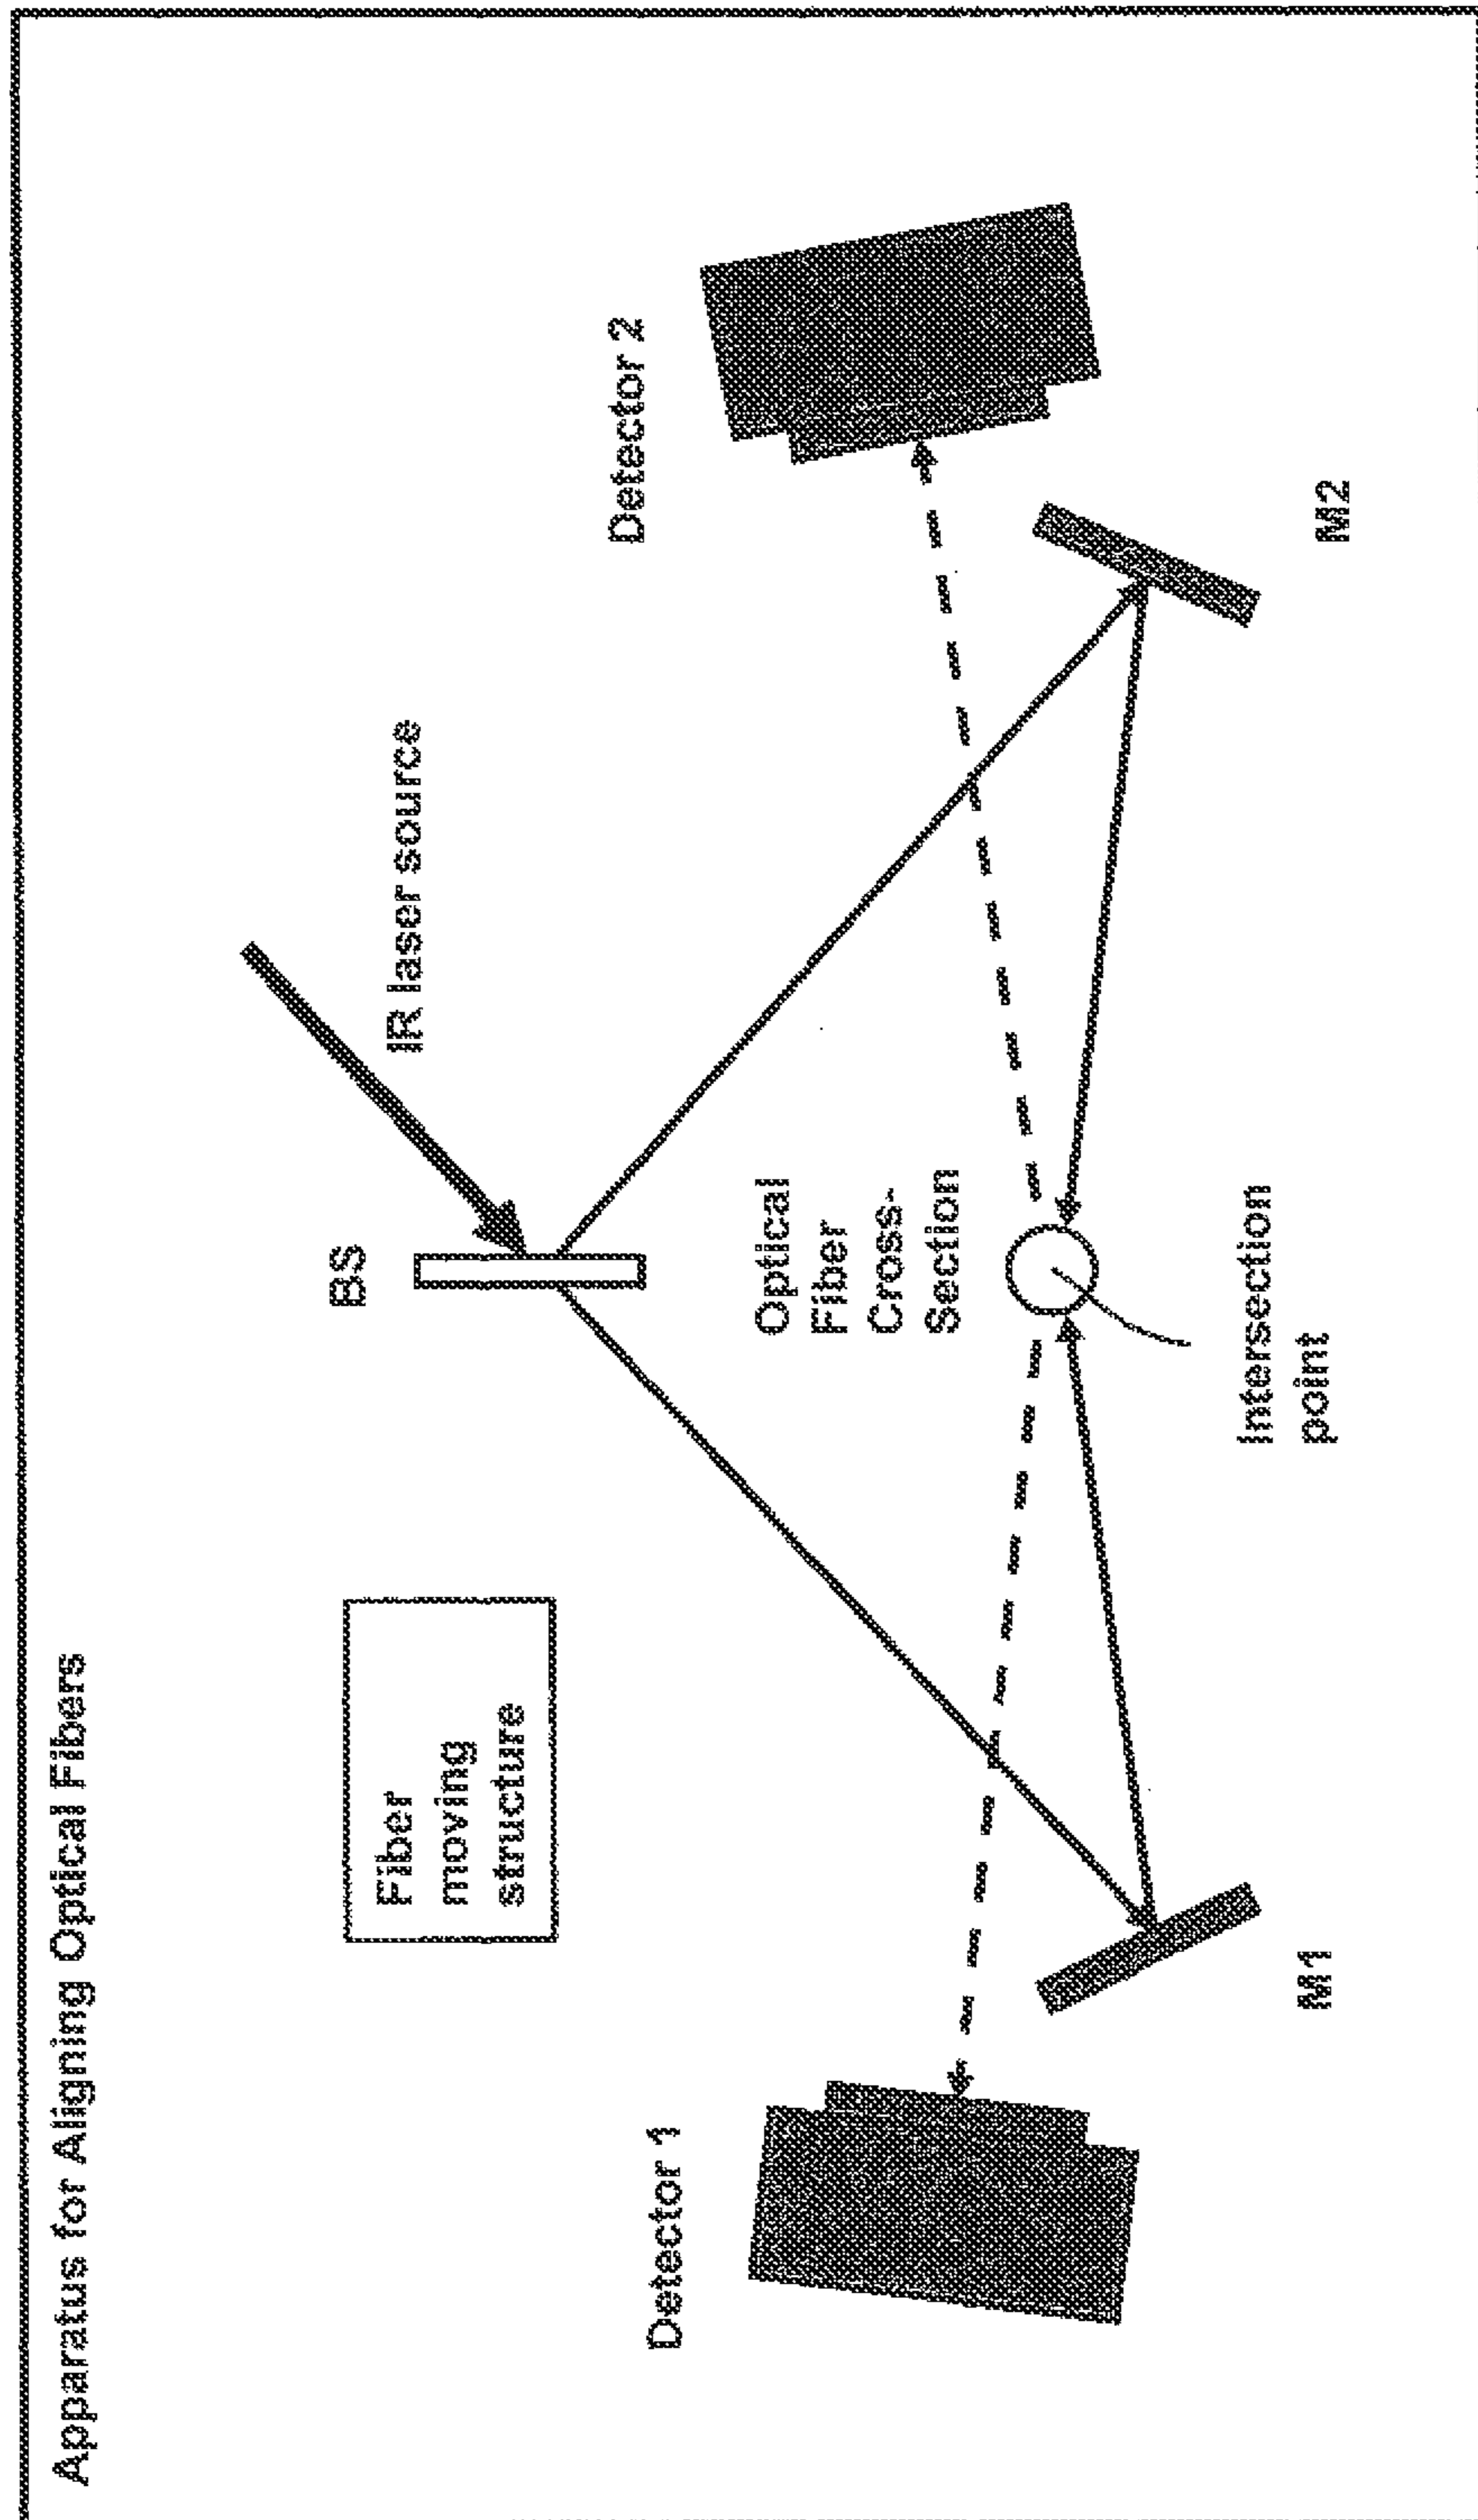 Apparatus for Aligning Optical Fibers
Fiber
moving
structure
BS
IR laser source
Detector 1
Optical
Fiber
Cross-
Section
Detector 2
M1
Intersection
point
M2